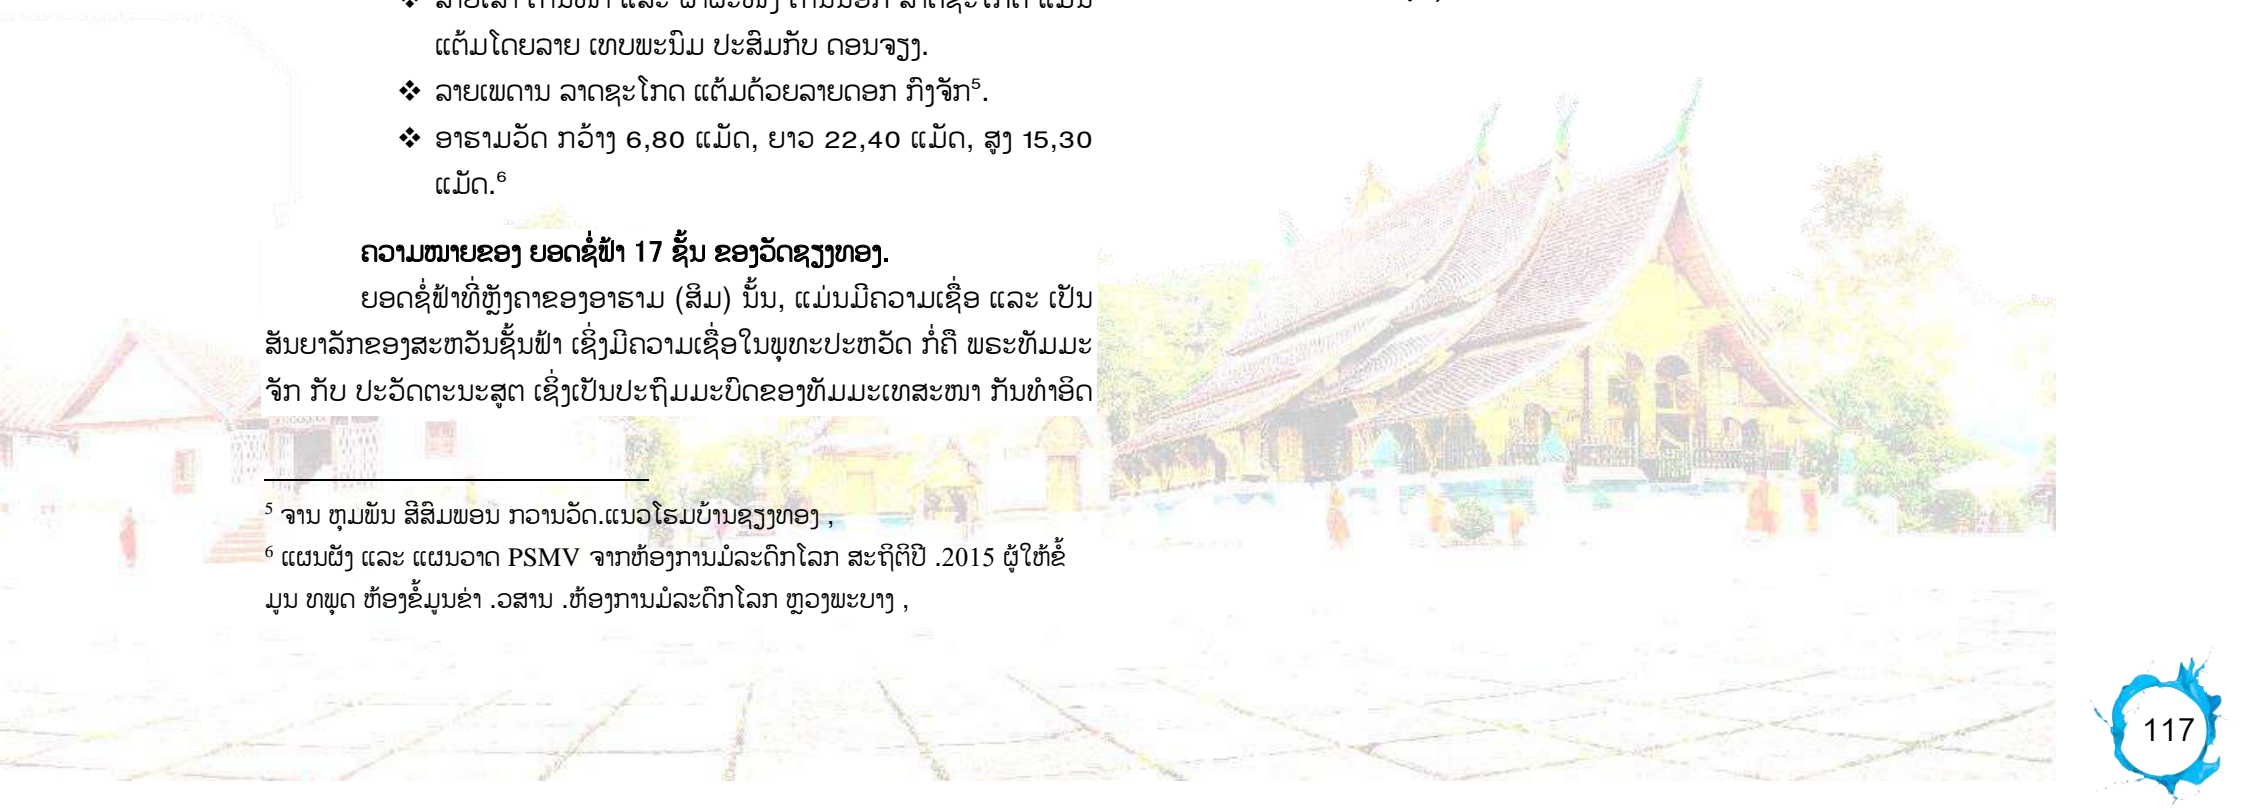 ແຕ້ມໂດຍລາຍ ເທບພະນົມ ປະສົມກັບ ດອນຈຽງ.
❖ ລາຍເພດານ ລາດຊະໂກດ ແຕ້ມດ້ວຍລາຍດອກ ກົງຈັກ⁵.
❖ ອາຮາມວັດ ກວ້າງ 6,80 ແມັດ, ຍາວ 22,40 ແມັດ, ສູງ 15,30
ແມັດ.⁶
ຄວາມໝາຍຂອງ ຍອດຊໍ່ຟ້າ 17 ຊັ້ນ ຂອງວັດຊຽງທອງ.
ຍອດຊໍ່ຟ້າທີ່ຫຼັງຄາຂອງອາຮາມ (ສິມ) ນັ້ນ, ແມ່ນມີຄວາມເຊື່ອ ແລະ ເປັນ
ສັນຍາລັກຂອງສະຫວັນຊັ້ນຟ້າ ເຊິ່ງມີຄວາມເຊື່ອໃນພຸທະປະຫວັດ ກໍ່ຄື ພຣະທັມມະ
ຈັກ ກັບ ປະວັດຕະນະສູຕ ເຊິ່ງເປັນປະຖົມມະບົດຂອງທັມມະເທສະໜາ ກັນທຳອິດ
⁵ ຈານ ຫຸມພັນ ສີສົມພອນ ກວານວັດ.ແນວໂຮມບ້ານຊຽງທອງ ,
⁶ ແຜນຜັງ ແລະ ແຜນວາດ PSMV ຈາກຫ້ອງການມໍລະດົກໂລກ ສະຖິຕິປີ .2015 ຜູ້ໃຫ້ຂໍ້
ມູນ ທພຸດ ຫ້ອງຂໍ້ມູນຂ່າ .ວສານ .ຫ້ອງການມໍລະດົກໂລກ ຫຼວງພະບາງ ,
117